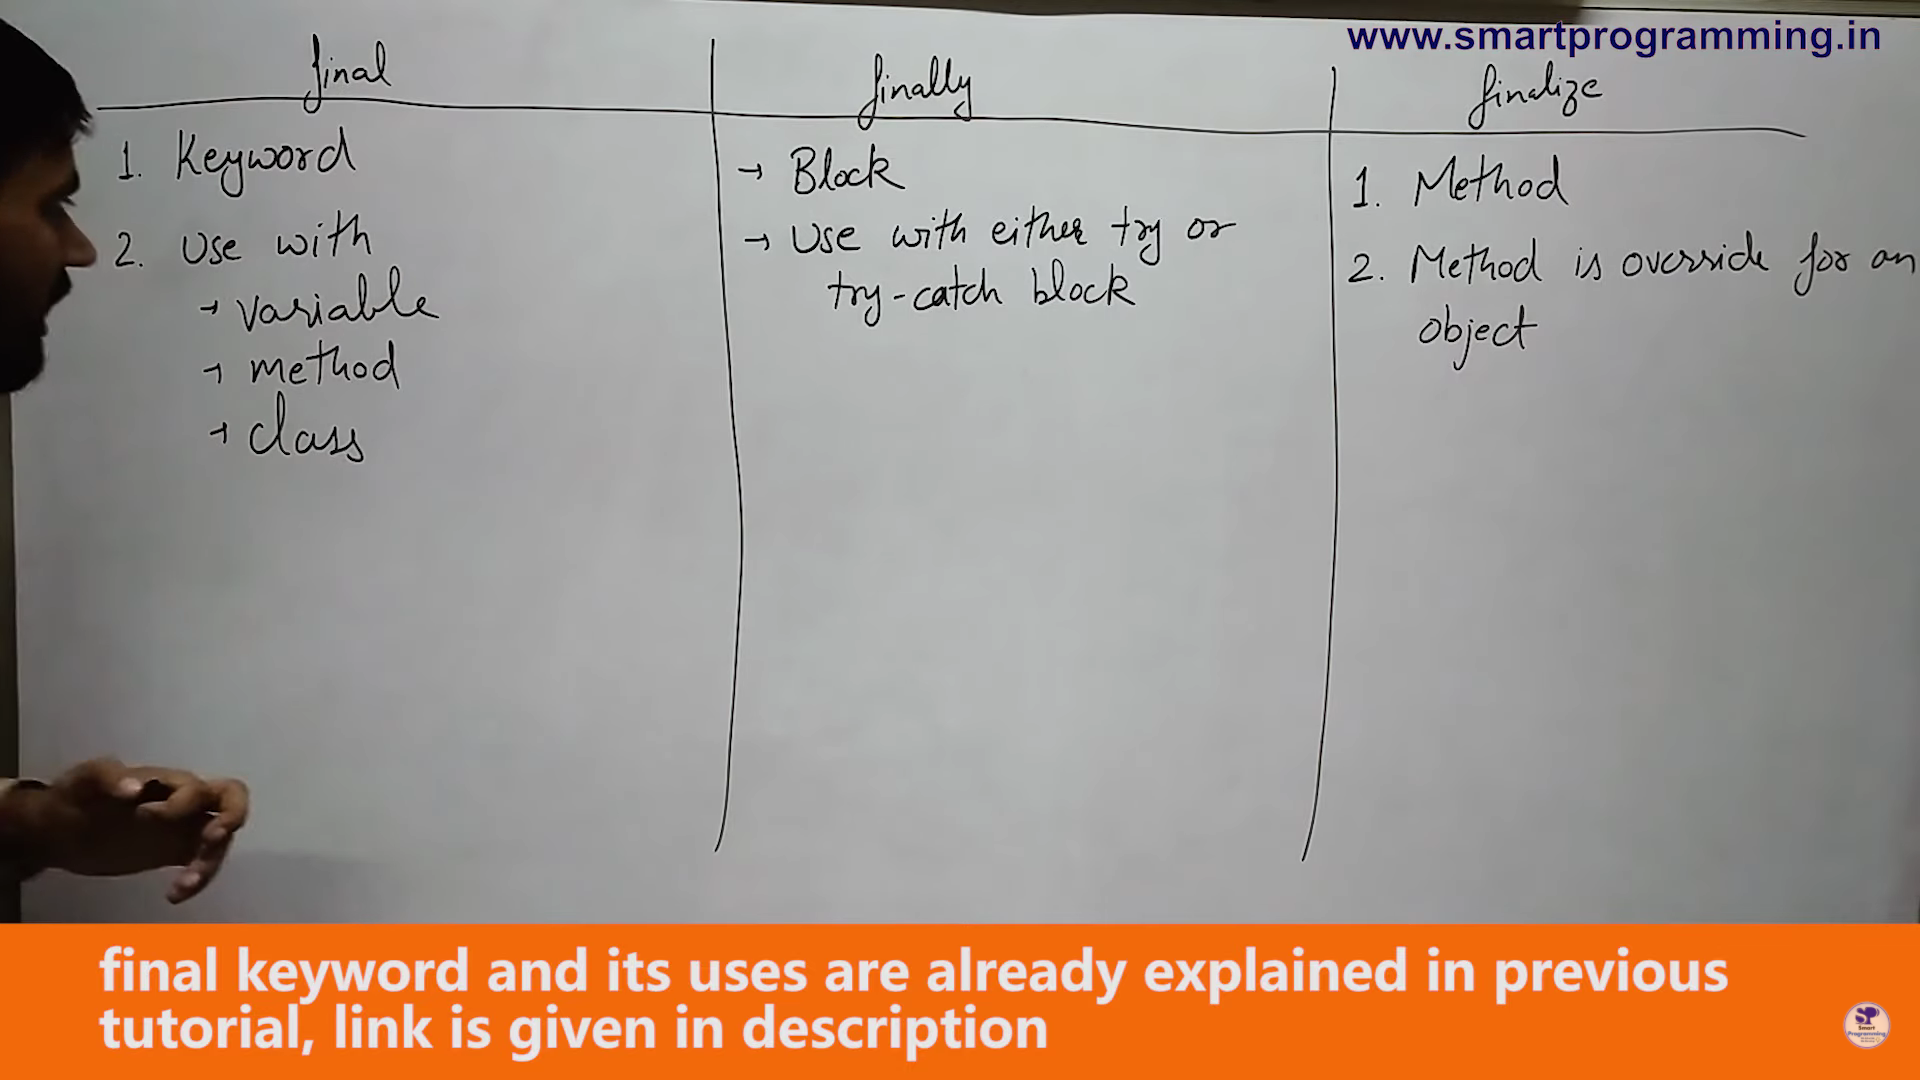 www.smartprogramming.in
final
1. Keyword
2. Use with
→ variable
→ method
→ class
finally
→ Block
→ Use with either try or
try-catch block
finalize
1. Method
2. Method is override for an
object
final keyword and its uses are already explained in previous
tutorial, link is given in description
SP
Smart
Programming